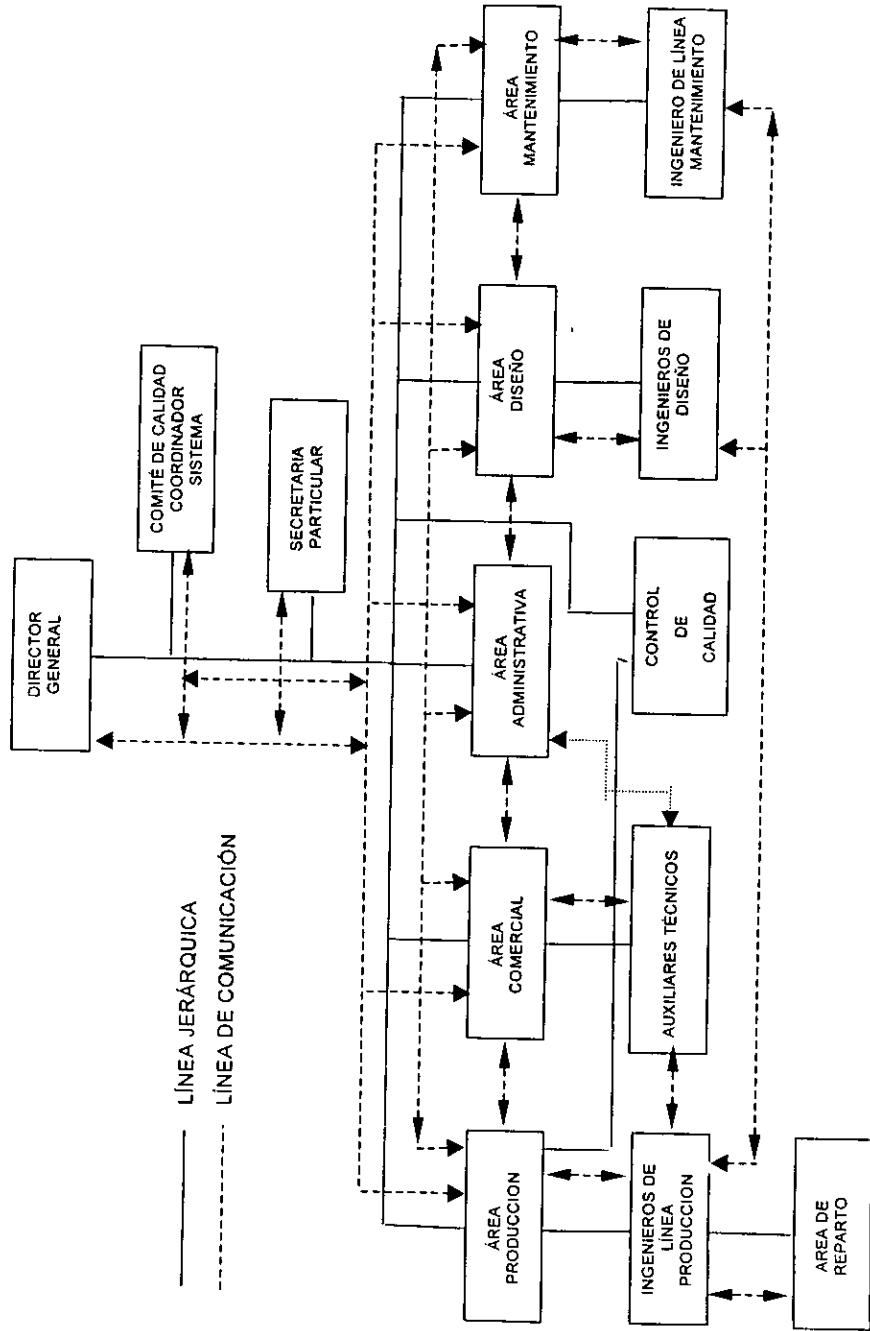 DIRECTOR
GENERAL
COMITÉ DE CALIDAD
COORDINADOR
SISTEMA
SECRETARIA
PARTICULAR
LÍNEA JERÁRQUICA
LÍNEA DE COMUNICACIÓN
ÁREA
PRODUCCION
ÁREA
COMERCIAL
ÁREA
ADMINISTRATIVA
ÁREA
DISEÑO
ÁREA
MANTENIMIENTO
INGENIEROS DE
LÍNEA
PRODUCCION
AUXILIARES TÉCNICOS
CONTROL
DE
CALIDAD
INGENIEROS DE
DISEÑO
INGENIERO DE LÍNEA
MANTENIMIENTO
AREA DE
REPARTO